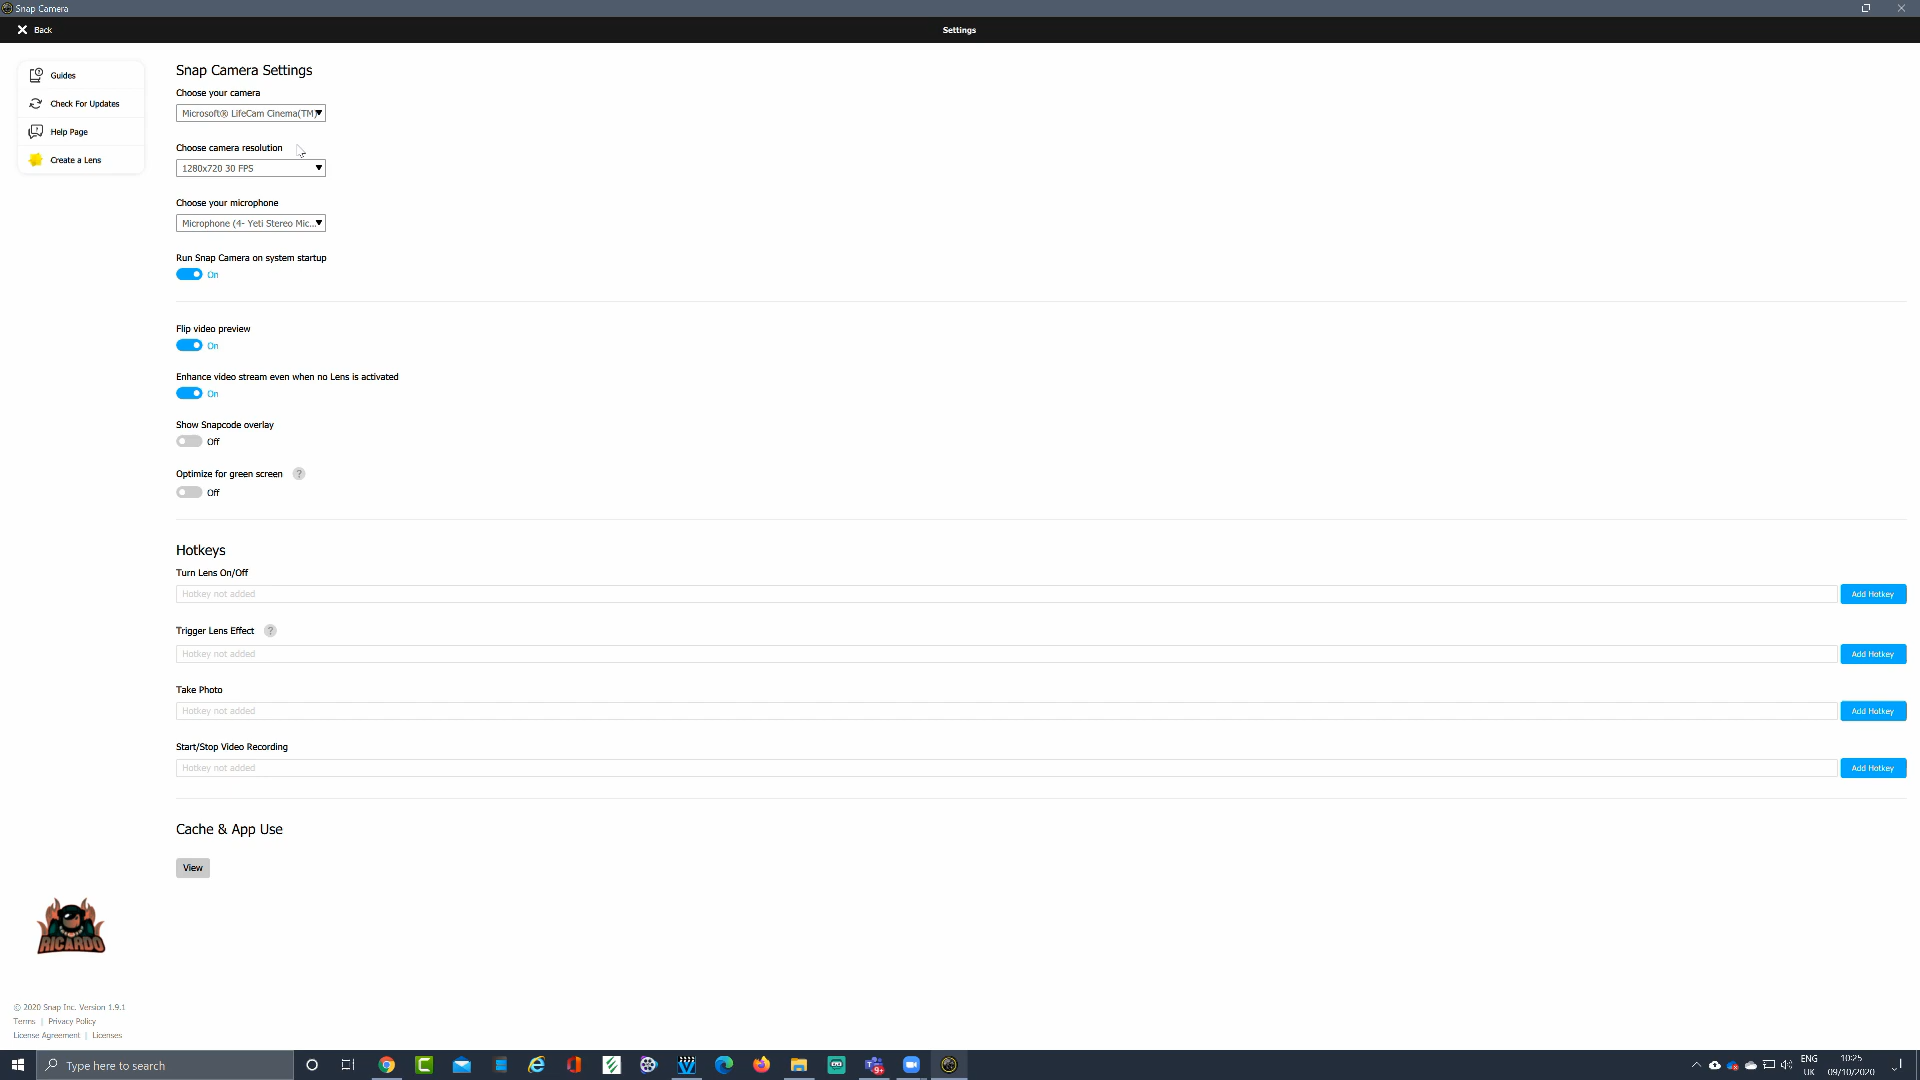 Snap Camera
Back
Settings
Guides
Check For Updates
Help Page
Create a Lens
Snap Camera Settings
Choose your camera
Microsoft® LifeCam Cinema(TM)
Choose camera resolution
1280x720 30 FPS
Choose your microphone
Microphone (4- Yeti Stereo Mic...
Run Snap Camera on system startup
On
Flip video preview
On
Enhance video stream even when no Lens is activated
On
Show Snapcode overlay
Off
Optimize for green screen ?
Off
Hotkeys
Turn Lens On/Off
Hotkey not added
Add Hotkey
Trigger Lens Effect ?
Hotkey not added
Add Hotkey
Take Photo
Hotkey not added
Add Hotkey
Start/Stop Video Recording
Hotkey not added
Add Hotkey
Cache & App Use
View
RICARDO
© 2020 Snap Inc. Version 1.9.1
Terms | Privacy Policy
License Agreement | Licenses
Type here to search
9+
ENG
UK
10:25
09/10/2020